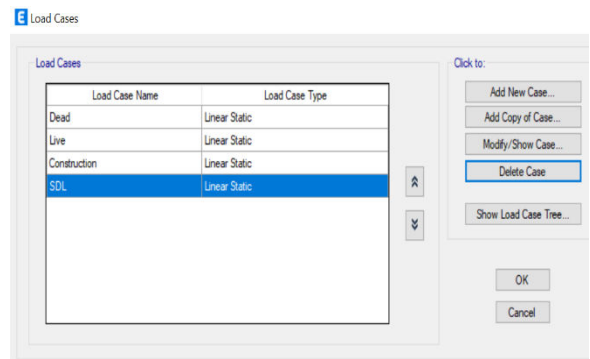 E Load Cases
Load Cases
Load Case Name Load Case Type
Dead Linear Static
Live Linear Static
Construction Linear Static
SDL Linear Static
Click to:
Add New Case...
Add Copy of Case...
Modify/Show Case...
Delete Case
Show Load Case Tree...
OK
Cancel